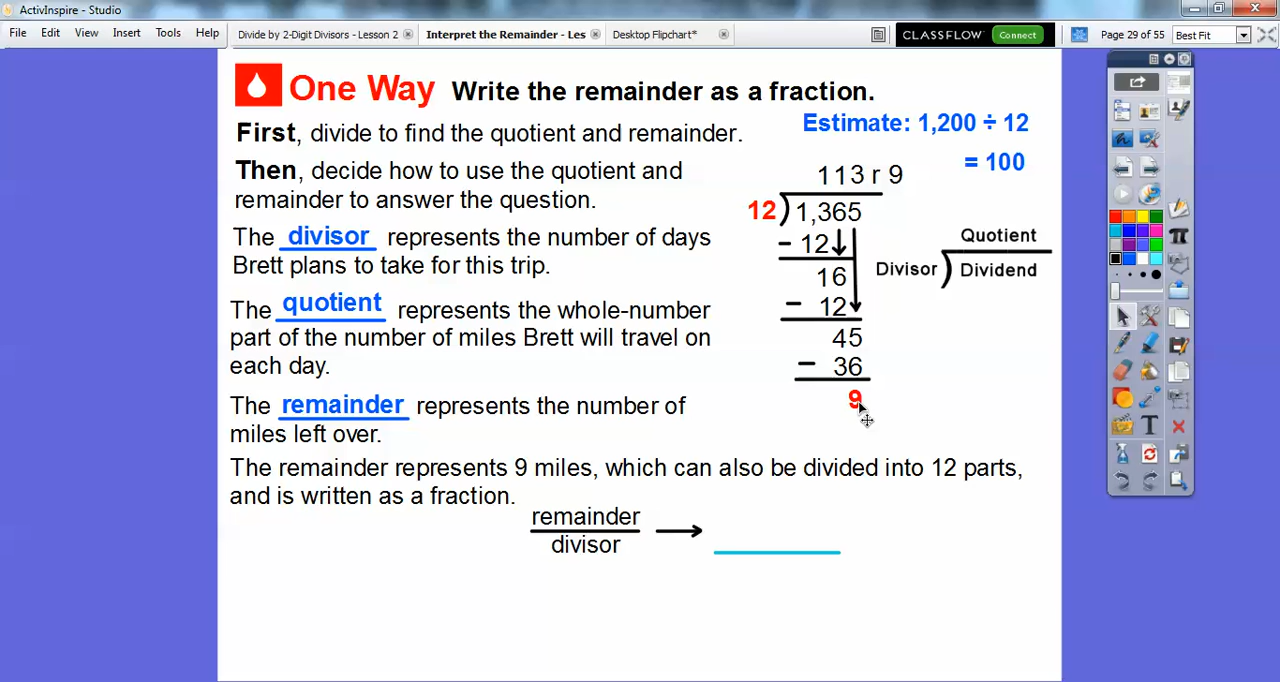 ActivInspire - Studio
File Edit View Insert Tools Help
Divide by 2-Digit Divisors - Lesson 2
Interpret the Remainder - Les
Desktop Flipchart*
CLASSFLOW Connect
Page 29 of 55
Best Fit
One Way Write the remainder as a fraction.
First, divide to find the quotient and remainder.
Then, decide how to use the quotient and
remainder to answer the question.
The divisor represents the number of days
Brett plans to take for this trip.
The quotient represents the whole-number
part of the number of miles Brett will travel on
each day.
The remainder represents the number of
miles left over.
Estimate: 1,200 ÷ 12
= 100
113 r 9
12 ) 1,365
- 12
16
- 12
45
- 36
9
Quotient
Divisor ) Dividend
The remainder represents 9 miles, which can also be divided into 12 parts,
and is written as a fraction.
remainder
divisor